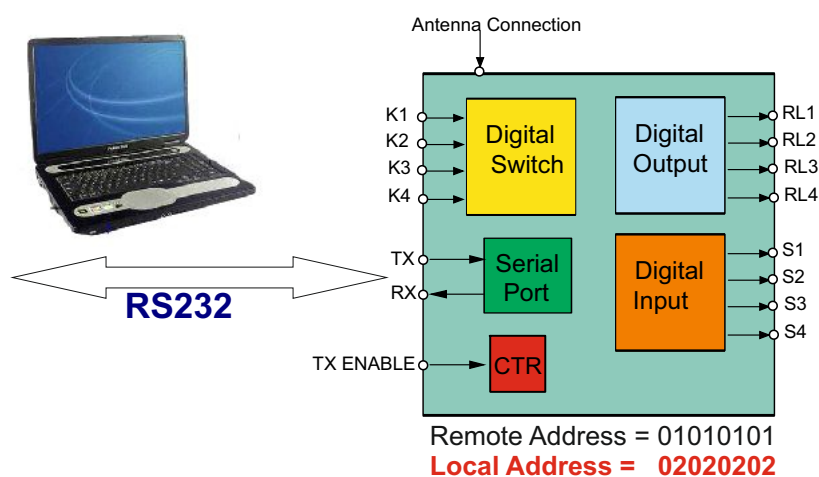 Antenna Connection
K1
K2
K3
K4
Digital
Switch
Digital
Output
RL1
RL2
RL3
RL4
TX
RX
Serial
Port
Digital
Input
S1
S2
S3
S4
RS232
TX ENABLE
CTR
Remote Address = 01010101
Local Address = 02020202